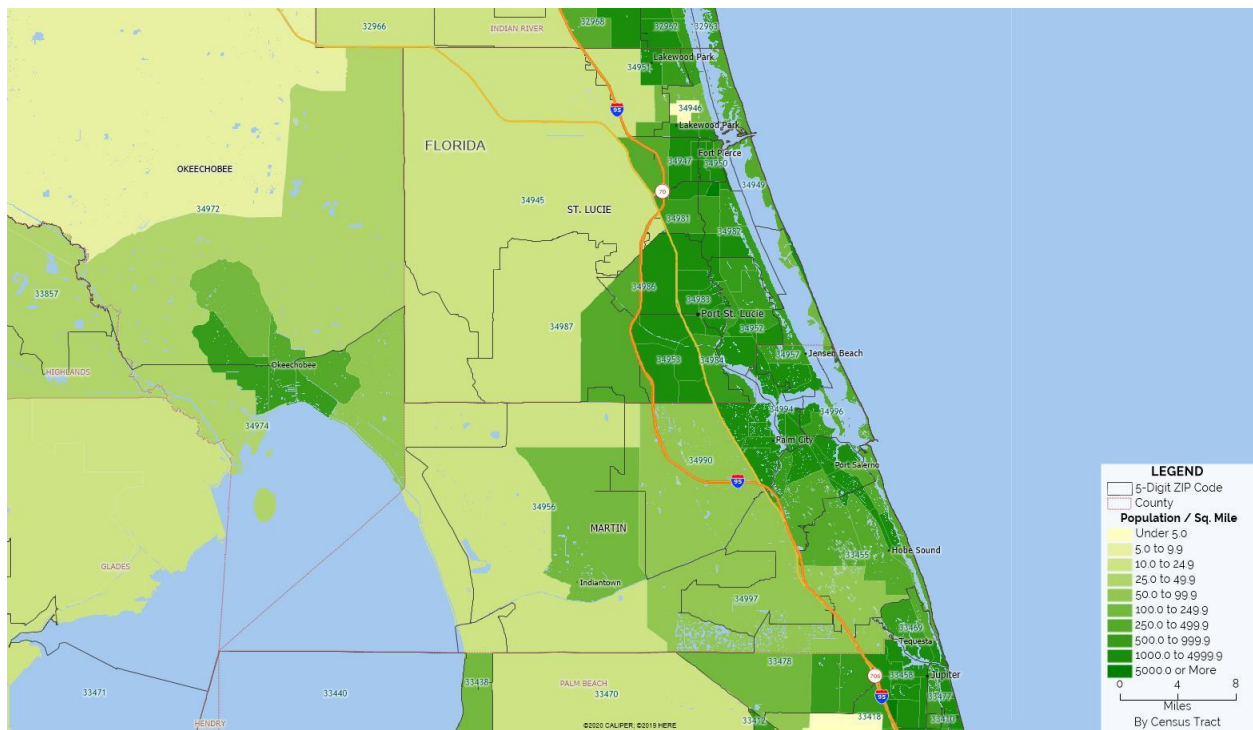 32966
INDIAN RIVER
32968
32962
32963
Lakewood Park
34951
95
34946
Lakewood Park
FLORIDA
Fort Pierce
34947
34950
OKEECHOBEE
34949
70
34945
ST. LUCIE
34972
34981
34982
33857
34986
34983
Port St. Lucie
34987
34952
34953
34984
34957
Jensen Beach
Okeechobee
HIGHLANDS
34974
34994
34996
Palm City
34990
Port Salerno
95
34956
MARTIN
Hobe Sound
33455
GLADES
Indiantown
34997
33469
Tequesta
33478
33458
Jupiter
706
33471
33440
33438
PALM BEACH
33470
33477
95
HENDRY
33412
33418
33410
©2020 CALIPER; ©2019 HERE
LEGEND
5-Digit ZIP Code
County
Population / Sq. Mile
Under 5.0
5.0 to 9.9
10.0 to 24.9
25.0 to 49.9
50.0 to 99.9
100.0 to 249.9
250.0 to 499.9
500.0 to 999.9
1000.0 to 4999.9
5000.0 or More
0 4 8
Miles
By Census Tract